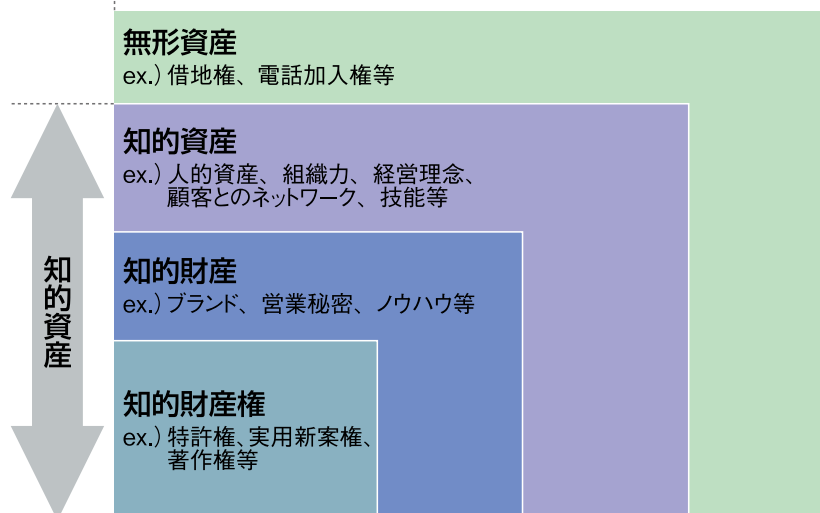 無形資産
ex.）借地権、電話加入権等
知的資産
ex.）人的資産、組織力、経営理念、
顧客とのネットワーク、技能等
知的財産
ex.）ブランド、営業秘密、ノウハウ等
知的財産権
ex.）特許権、実用新案権、
著作権等
知的資産